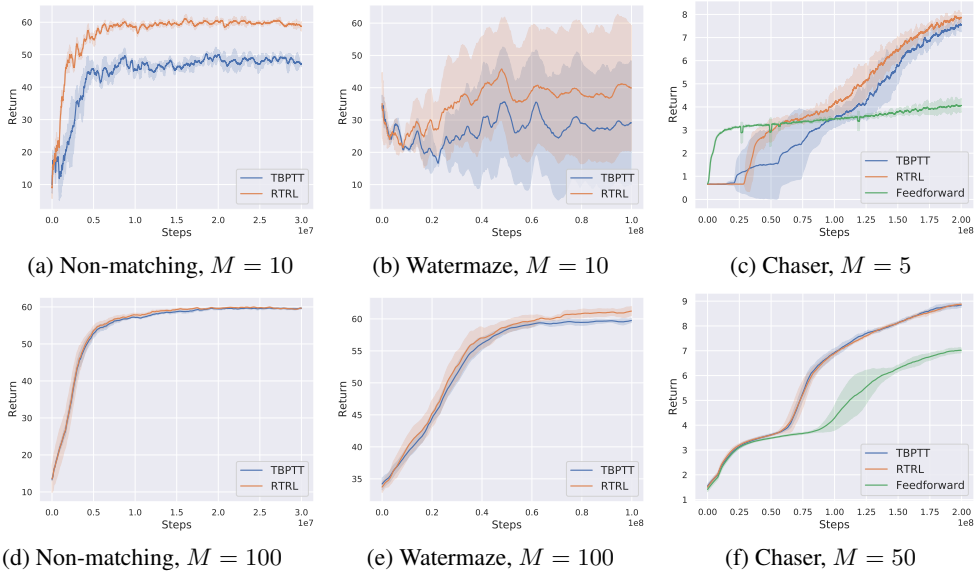 60
50
40
30
20
10
Return
0.0 0.5 1.0 1.5 2.0 2.5 3.0
Steps
1e7
TBPTT
RTRL
(a) Non-matching, M = 10
60
50
40
30
20
10
Return
0.0 0.2 0.4 0.6 0.8 1.0
Steps
1e8
TBPTT
RTRL
(b) Watermaze, M = 10
8
7
6
5
4
3
2
1
0
Return
0.00 0.25 0.50 0.75 1.00 1.25 1.50 1.75 2.00
Steps
1e8
TBPTT
RTRL
Feedforward
(c) Chaser, M = 5
60
50
40
30
20
10
Return
0.0 0.5 1.0 1.5 2.0 2.5 3.0
Steps
1e7
TBPTT
RTRL
(d) Non-matching, M = 100
60
55
50
45
40
35
Return
0.0 0.2 0.4 0.6 0.8 1.0
Steps
1e8
TBPTT
RTRL
(e) Watermaze, M = 100
9
8
7
6
5
4
3
2
1
Return
0.00 0.25 0.50 0.75 1.00 1.25 1.50 1.75 2.00
Steps
1e8
TBPTT
RTRL
Feedforward
(f) Chaser, M = 50